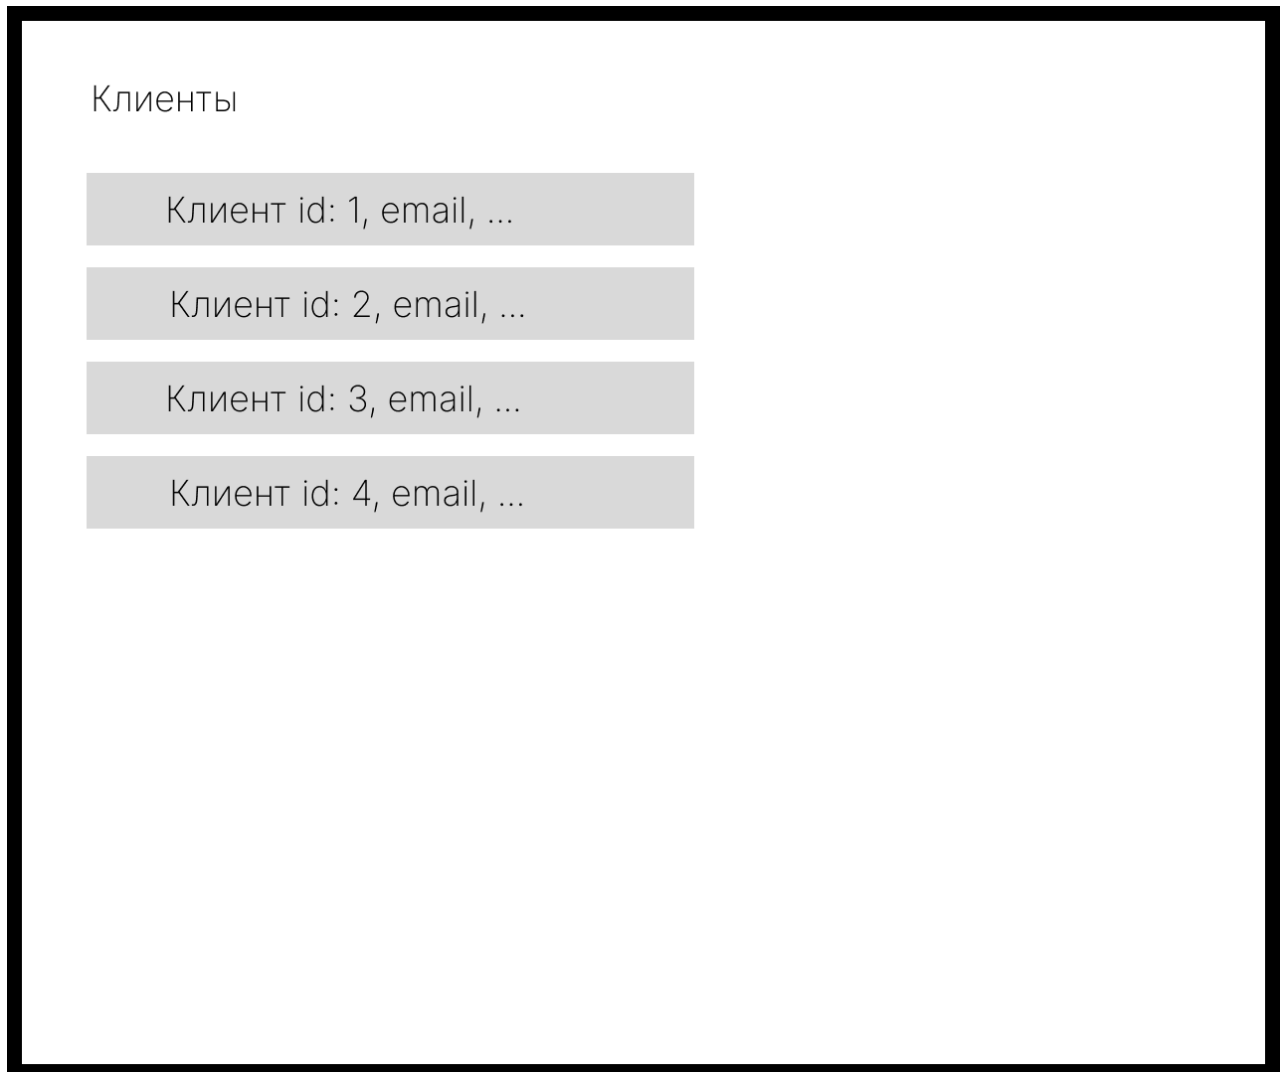 Клиенты
Клиент id: 1, email, ...
Клиент id: 2, email, ...
Клиент id: 3, email, ...
Клиент id: 4, email, ...